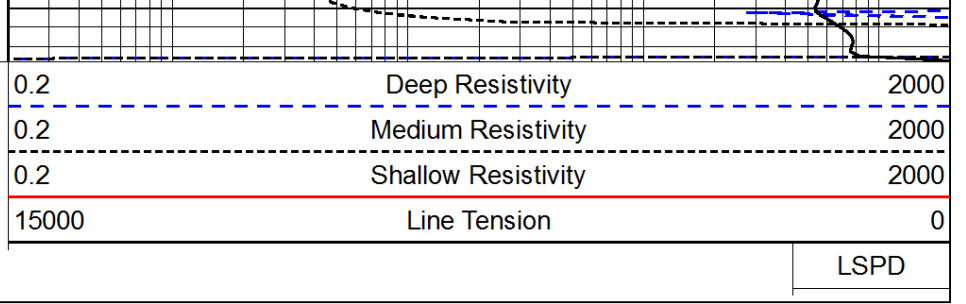 0.2 Deep Resistivity 2000
0.2 Medium Resistivity 2000
0.2 Shallow Resistivity 2000
15000 Line Tension 0
LSPD